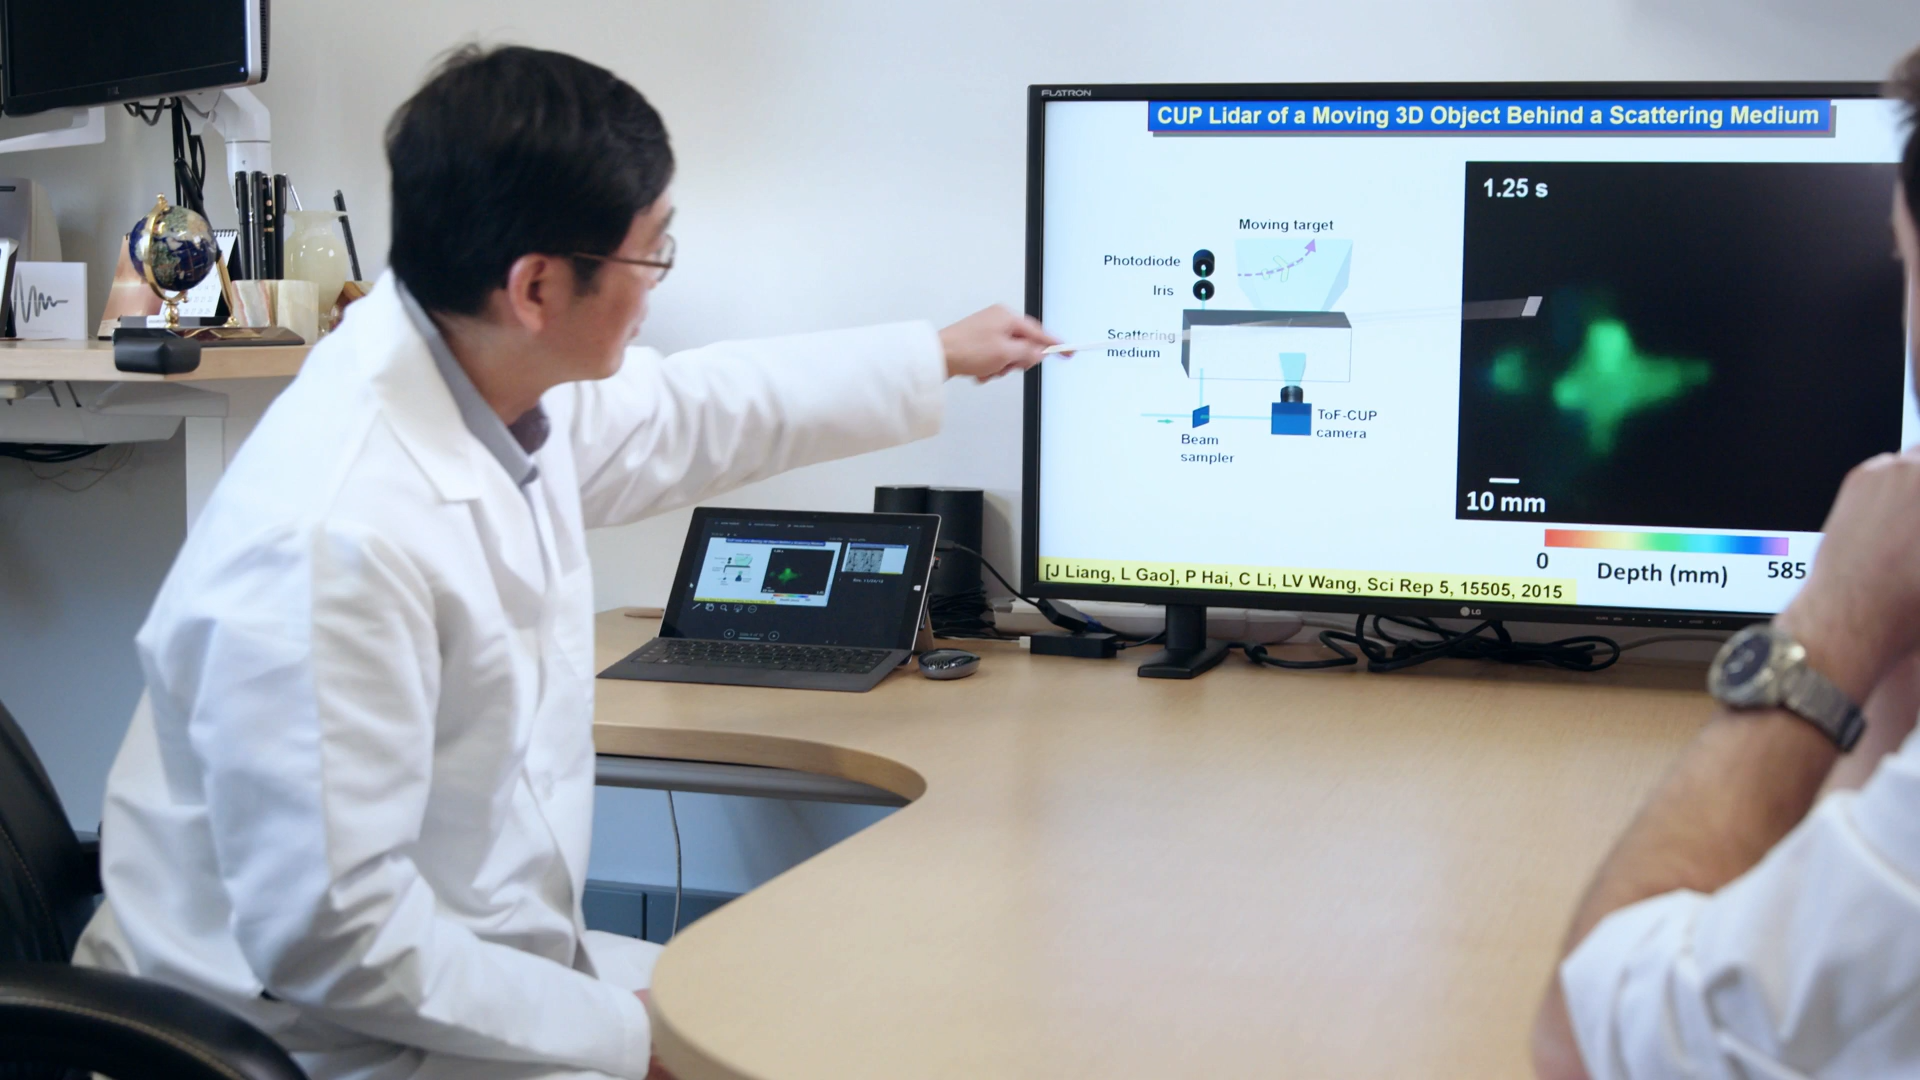 FLATRON
CUP Lidar of a Moving 3D Object Behind a Scattering Medium
1.25 s
Moving target
Photodiode
Iris
Scattering
medium
ToF-CUP
camera
Beam
sampler
10 mm
0
Depth (mm)
585
[J Liang, L Gao], P Hai, C Li, LV Wang, Sci Rep 5, 15505, 2015
LG